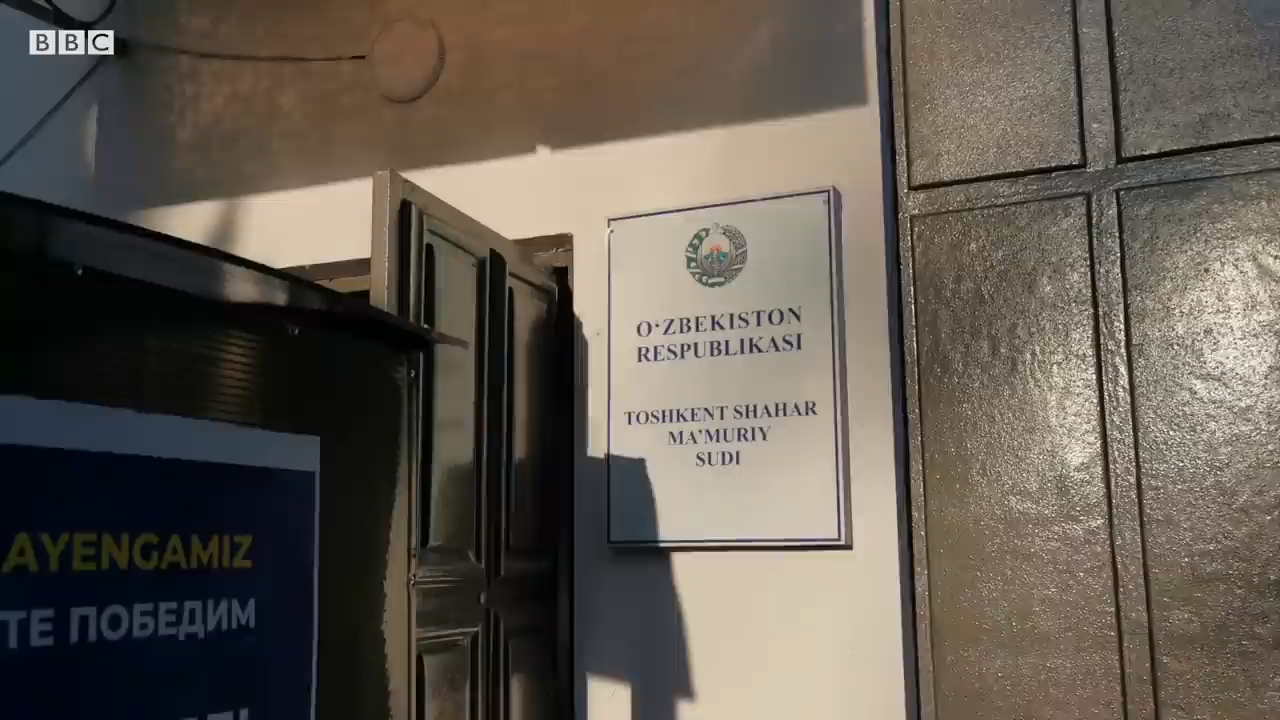 BBC
O‘ZBEKISTON
RESPUBLIKASI
TOSHKENT SHAHAR
MA’MURIY
SUDI
AYENGAMIZ
ТЕ ПОБЕДИМ